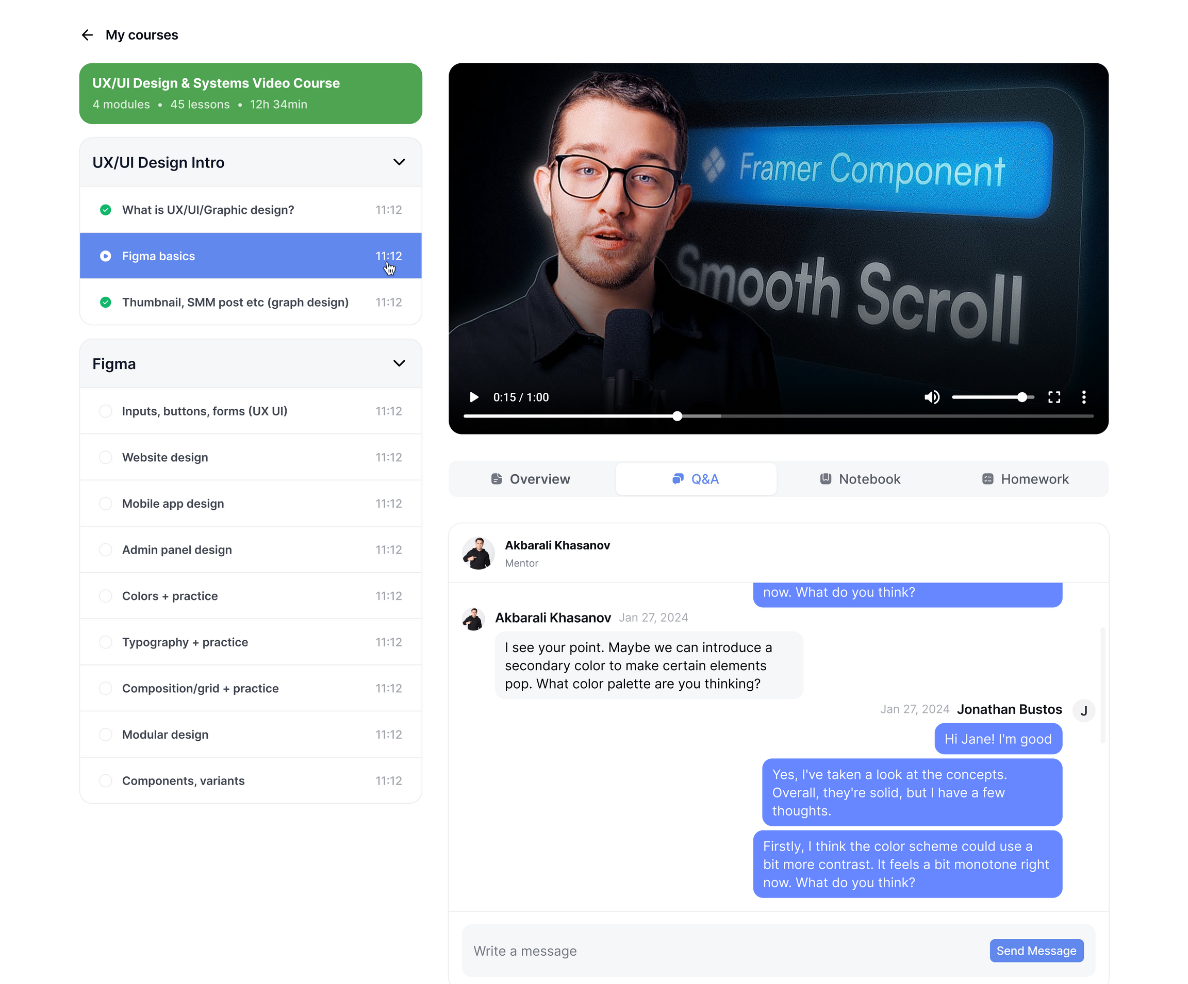 My courses
UX/UI Design & Systems Video Course
4 modules • 45 lessons • 12h 34min
UX/UI Design Intro
What is UX/UI/Graphic design? 11:12
Figma basics 11:12
Thumbnail, SMM post etc (graph design) 11:12
Figma
Inputs, buttons, forms (UX UI) 11:12
Website design 11:12
Mobile app design 11:12
Admin panel design 11:12
Colors + practice 11:12
Typography + practice 11:12
Composition/grid + practice 11:12
Modular design 11:12
Components, variants 11:12
Framer Component
Smooth Scroll
0:15 / 1:00
Overview Q&A Notebook Homework
Akbarali Khasanov
Mentor
now. What do you think?
Akbarali Khasanov Jan 27, 2024
I see your point. Maybe we can introduce a
secondary color to make certain elements
pop. What color palette are you thinking?
Jan 27, 2024 Jonathan Bustos J
Hi Jane! I'm good
Yes, I've taken a look at the concepts.
Overall, they're solid, but I have a few
thoughts.
Firstly, I think the color scheme could use a
bit more contrast. It feels a bit monotone right
now. What do you think?
Write a message Send Message